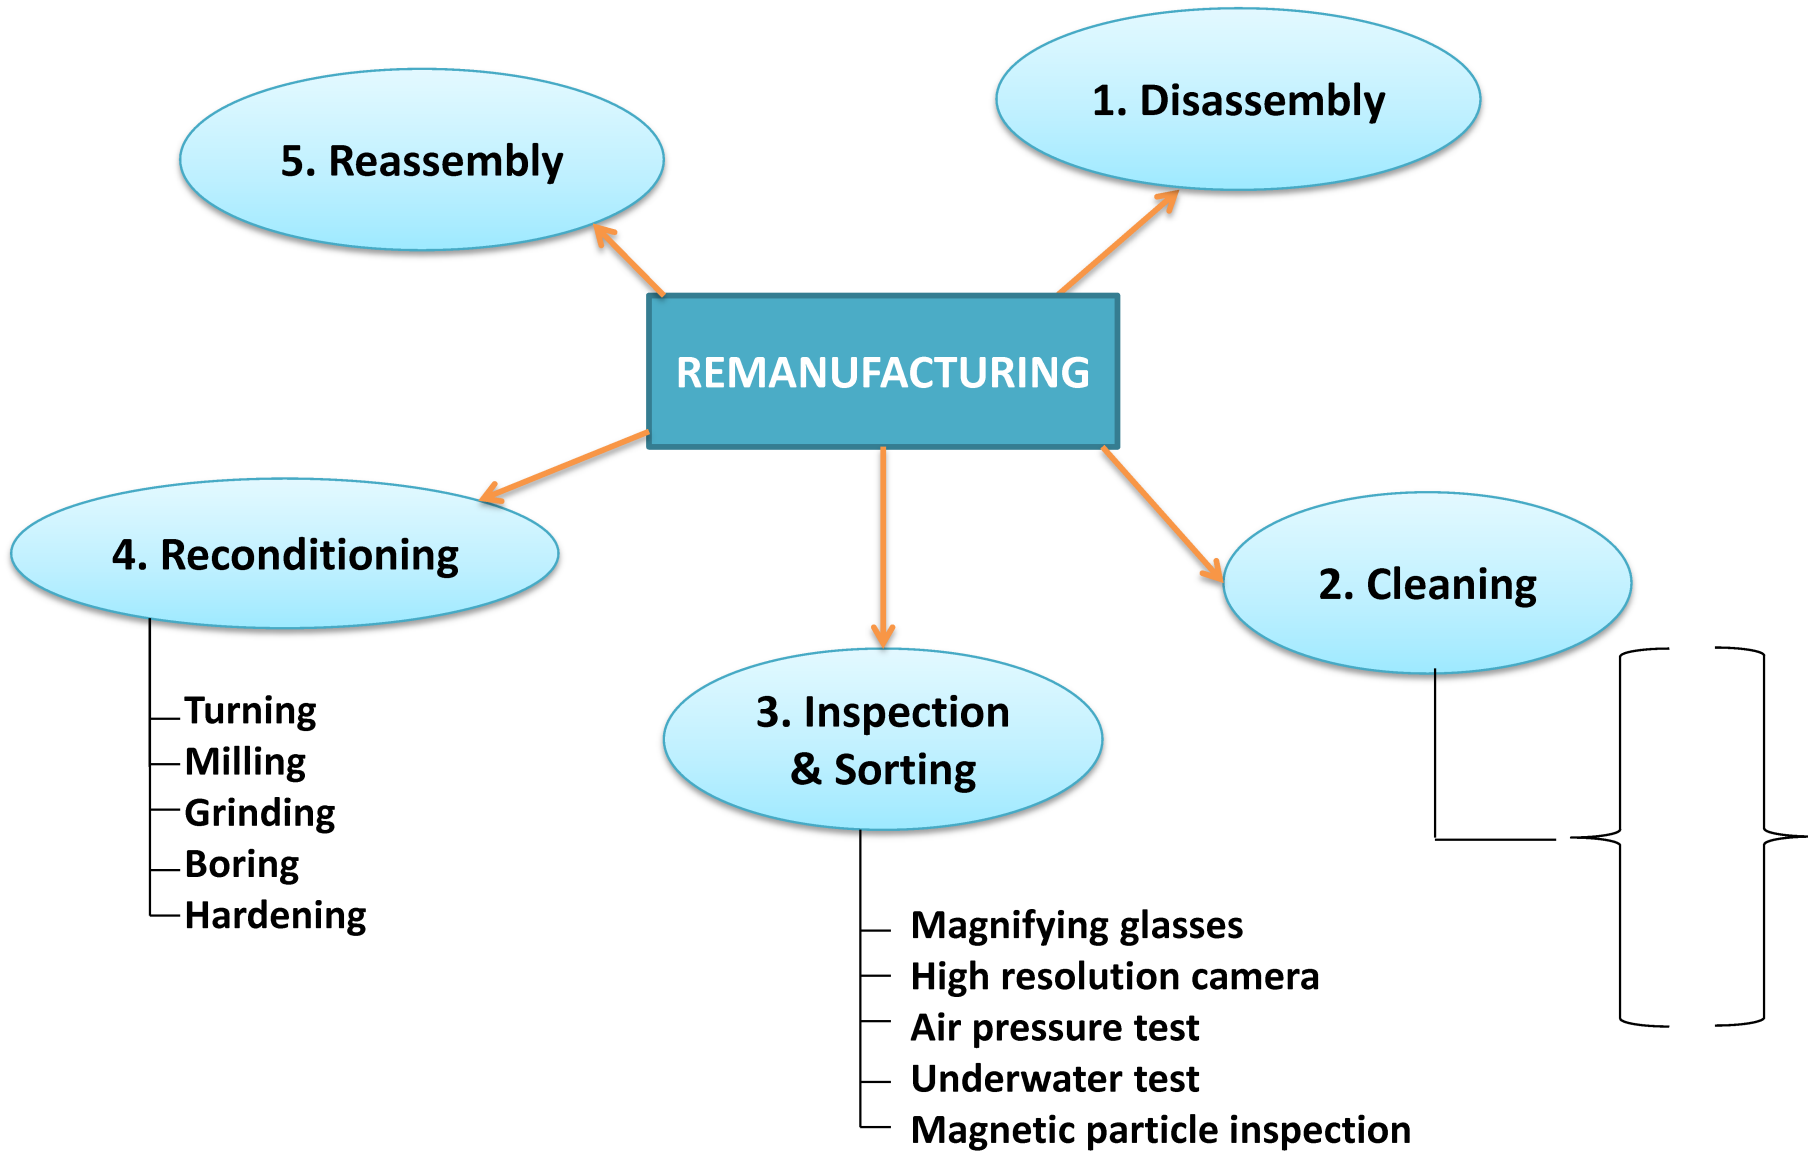 1. Disassembly
5. Reassembly
REMANUFACTURING
4. Reconditioning
Turning
Milling
Grinding
Boring
Hardening
3. Inspection
& Sorting
Magnifying glasses
High resolution camera
Air pressure test
Underwater test
Magnetic particle inspection
2. Cleaning